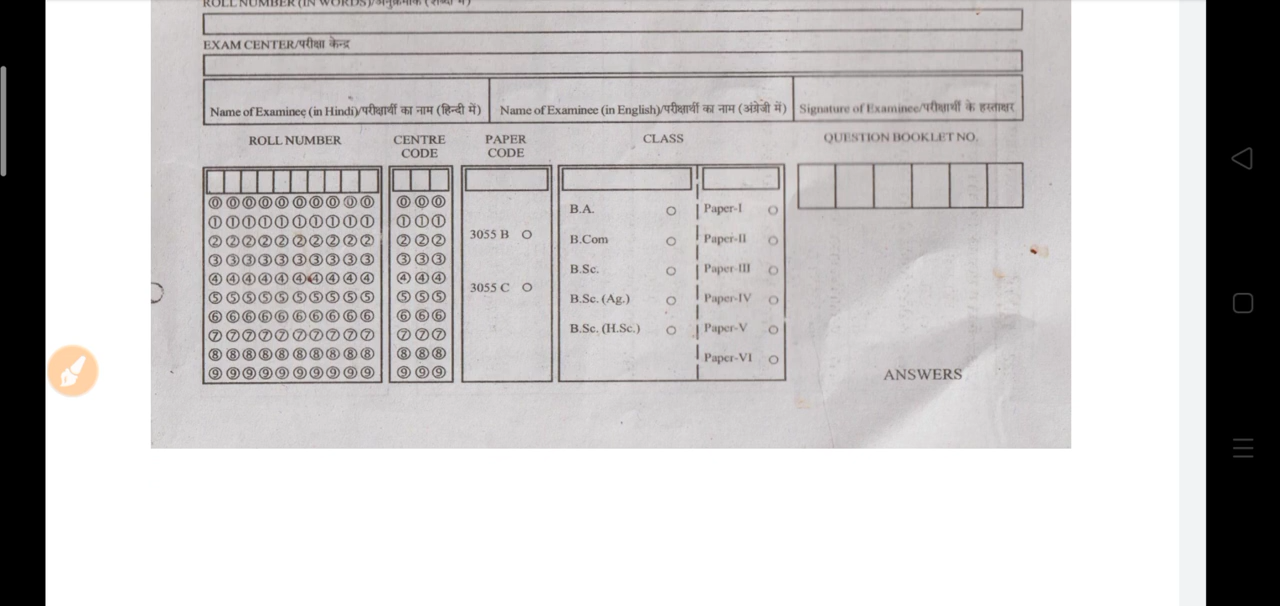 ROLL NUMBER (IN WORDS)/अनुक्रमांक (शब्दों में)
EXAM CENTER/परीक्षा केन्द्र
Name of Examinee (in Hindi)/परीक्षार्थी का नाम (हिन्दी में)
Name of Examinee (in English)/परीक्षार्थी का नाम (अंग्रेजी में)
Signature of Examinee/परीक्षार्थी के हस्ताक्षर
ROLL NUMBER
0 0 0 0 0 0 0 0 0 0
1 1 1 1 1 1 1 1 1 1
2 2 2 2 2 2 2 2 2 2
3 3 3 3 3 3 3 3 3 3
4 4 4 4 4 4 4 4 4 4
5 5 5 5 5 5 5 5 5 5
6 6 6 6 6 6 6 6 6 6
7 7 7 7 7 7 7 7 7 7
8 8 8 8 8 8 8 8 8 8
9 9 9 9 9 9 9 9 9 9
CENTRE
CODE
0 0 0
1 1 1
2 2 2
3 3 3
4 4 4
5 5 5
6 6 6
7 7 7
8 8 8
9 9 9
PAPER
CODE
3055 B
3055 C
CLASS
B.A.
B.Com
B.Sc.
B.Sc. (Ag.)
B.Sc. (H.Sc.)
Paper-I
Paper-II
Paper-III
Paper-IV
Paper-V
Paper-VI
QUESTION BOOKLET NO.
ANSWERS